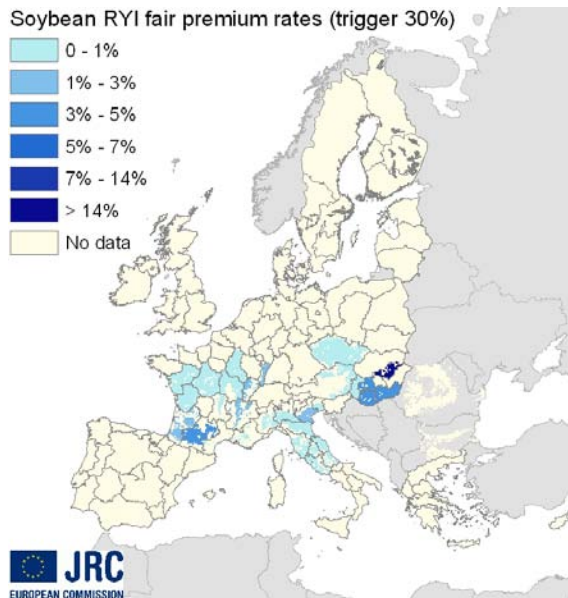 Soybean RYI fair premium rates (trigger 30%)
0 - 1%
1% - 3%
3% - 5%
5% - 7%
7% - 14%
> 14%
No data
JRC
EUROPEAN COMMISSION